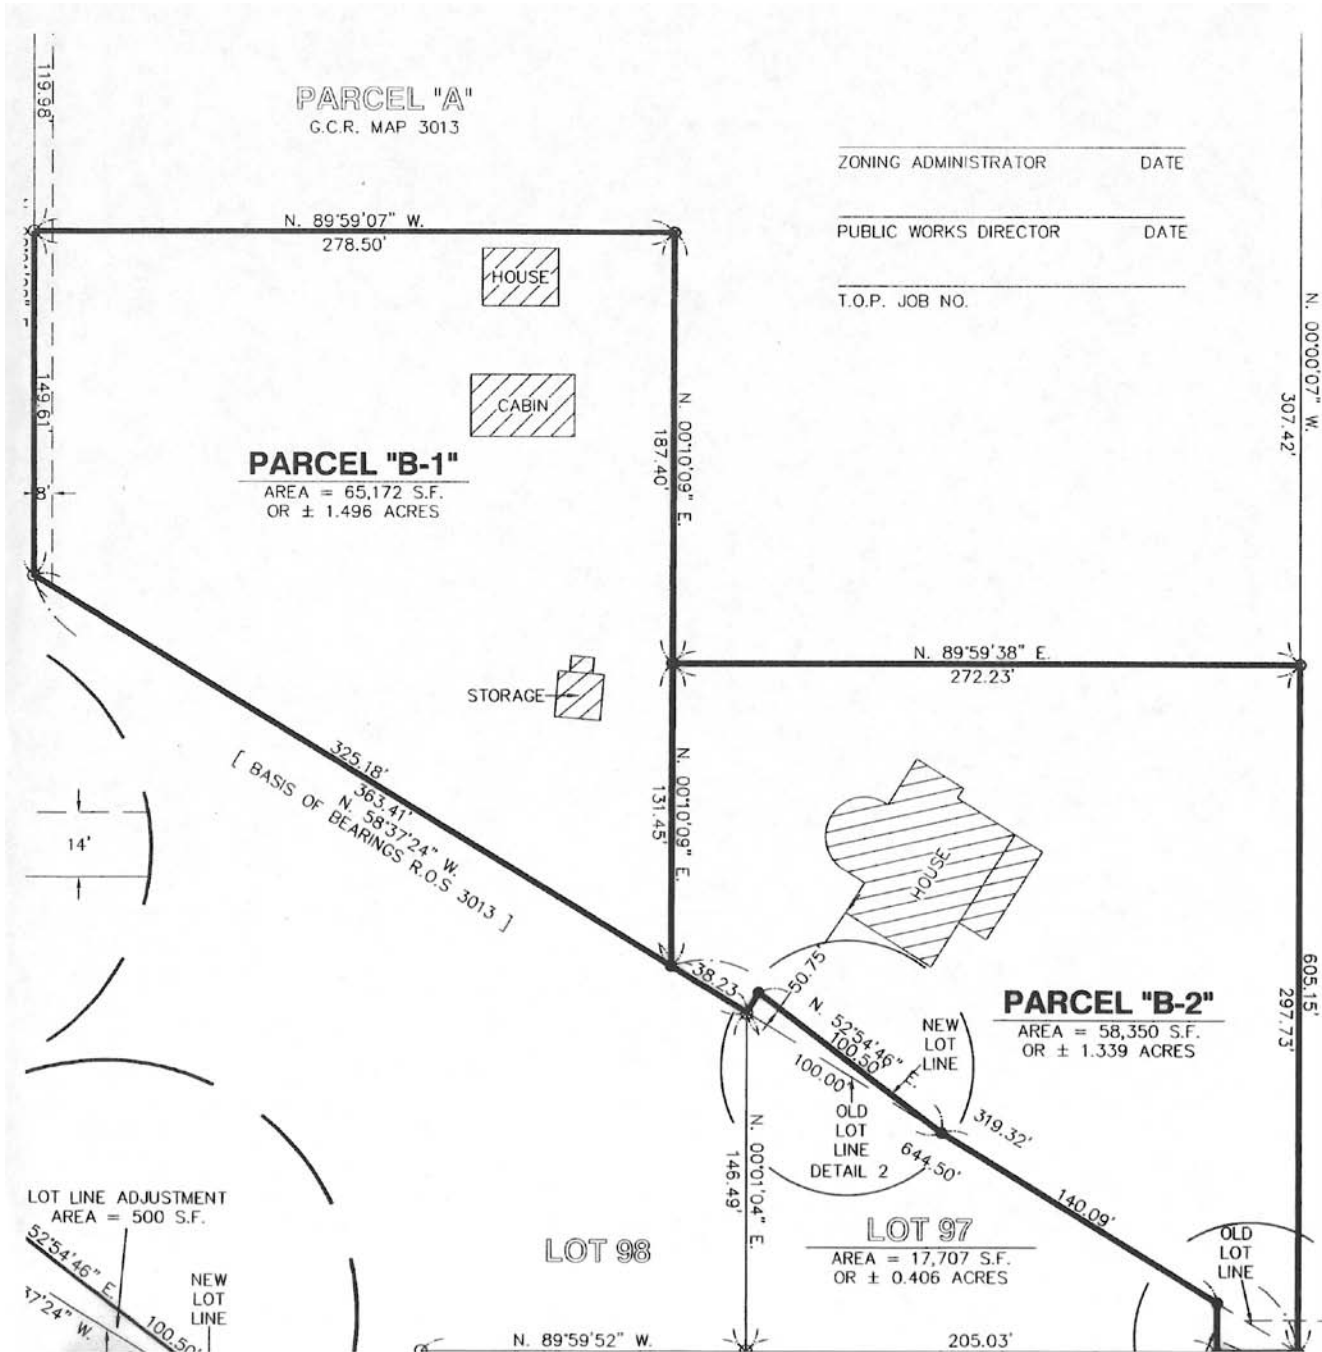 119.98'
PARCEL "A"
G.C.R. MAP 3013
ZONING ADMINISTRATOR DATE
PUBLIC WORKS DIRECTOR DATE
T.O.P. JOB NO.
N. 89°59'07" W.
278.50'
HOUSE
CABIN
149.61'
8'
PARCEL "B-1"
AREA = 65,172 S.F.
OR ± 1.496 ACRES
N. 00°10'09" E.
187.40'
N. 00°00'07" W.
307.42'
N. 89°59'38" E.
272.23'
STORAGE
N. 00°10'09" E.
131.45'
325.18'
363.41'
N. 58°37'24" W.
[ BASIS OF
BEARINGS R.O.S 3013 ]
14'
HOUSE
38.23
50.75'
N. 52°54'46" E.
100.50'
100.00'
NEW
LOT
LINE
OLD
LOT
LINE
DETAIL 2
PARCEL "B-2"
AREA = 58,350 S.F.
OR ± 1.339 ACRES
605.15'
297.73'
319.32'
644.50'
140.09'
N. 00°01'04" E.
146.49'
LOT 98
LOT 97
AREA = 17,707 S.F.
OR ± 0.406 ACRES
OLD
LOT
LINE
LOT LINE ADJUSTMENT
AREA = 500 S.F.
52°54'46" E.
37'24" W.
100.50'
NEW
LOT
LINE
N. 89°59'52" W.
205.03'